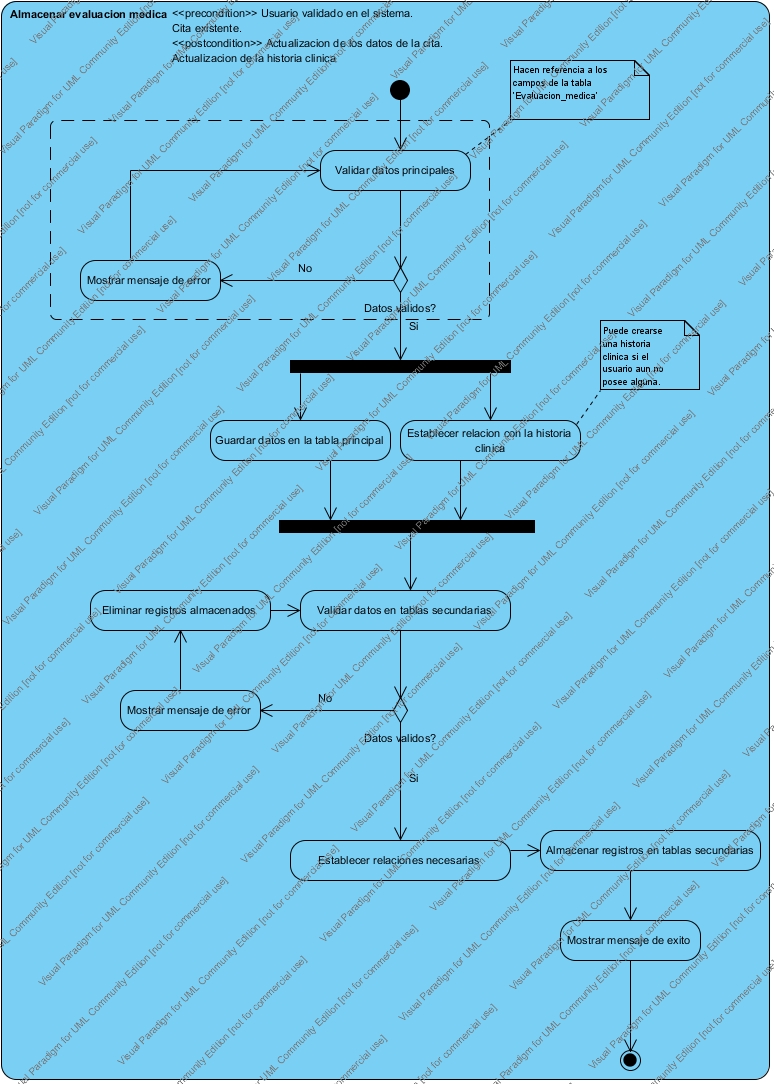 Almacenar evaluacion medica
<<precondition>> Usuario validado en el sistema.
Cita existente.
<<postcondition>> Actualizacion de los datos de la cita.
Actualizacion de la historia clinica
Hacen referencia a los
campos de la tabla
'Evaluacion_medica'
Validar datos principales
Mostrar mensaje de error
No
Datos validos?
Si
Puede crearse
una historia
clinica si el
usuario aun no
posee alguna.
Guardar datos en la tabla principal
Establecer relacion con la historia
clinica
Eliminar registros almacenados
Validar datos en tablas secundarias
No
Mostrar mensaje de error
Datos validos?
Si
Establecer relaciones necesarias
Almacenar registros en tablas secundarias
Mostrar mensaje de exito
Visual Paradigm for UML Community Edition [not for commercial use]